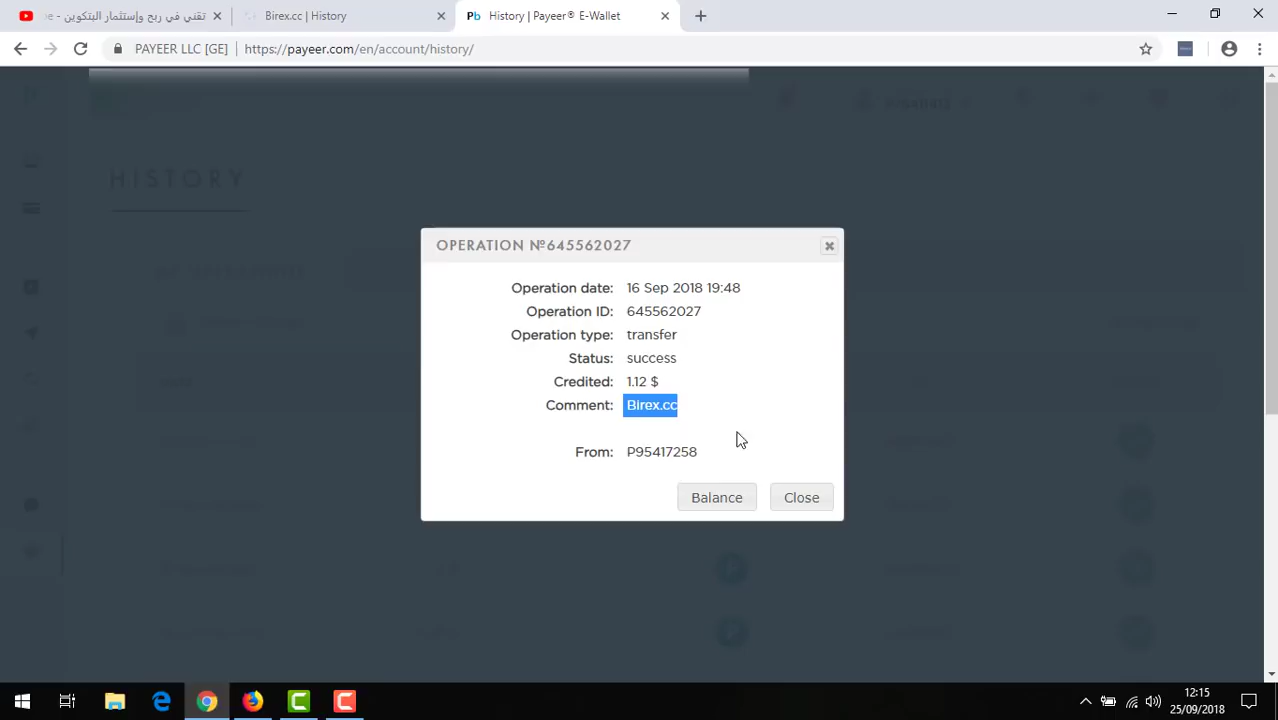 تقني في ربح وإستثمار البتكوين - ‎be
Birex.cc | History
History | Payeer® E-Wallet
PAYEER LLC [GE]
https://payeer.com/en/account/history/
HISTORY
OPERATION №645562027
Operation date: 16 Sep 2018 19:48
Operation ID: 645562027
Operation type: transfer
Status: success
Credited: 1.12 $
Comment: Birex.cc
From: P95417258
Balance
Close
12:15
25/09/2018